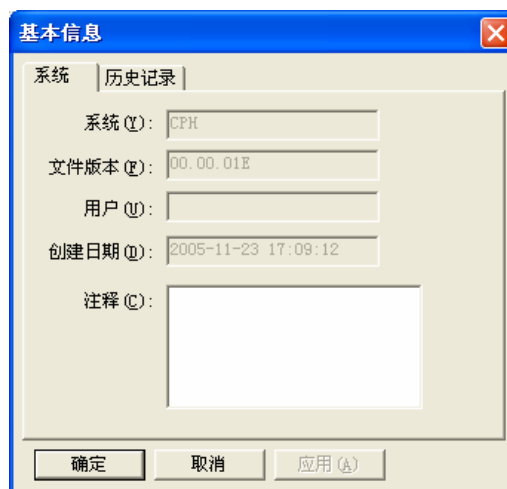 基本信息
系统 历史记录
系统(Y): CPH
文件版本(F): 00.00.01E
用户(U):
创建日期(D): 2005-11-23 17:09:12
注释(C):
确定 取消 应用(A)